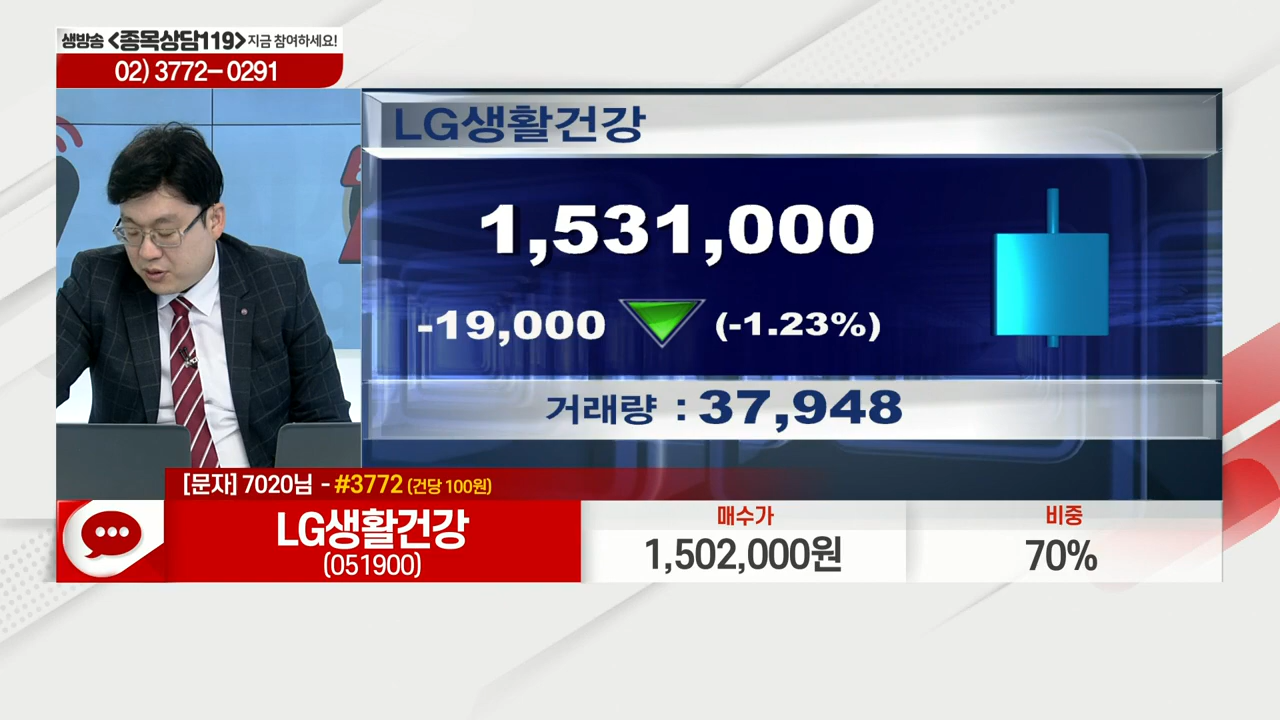 생방송 <종목상담119> 지금 참여하세요!
02) 3772-0291
LG생활건강
1,531,000
-19,000 (-1.23%)
거래량 : 37,948
[문자] 7020님 - #3772 (건당 100원)
LG생활건강
(051900)
매수가
1,502,000원
비중
70%